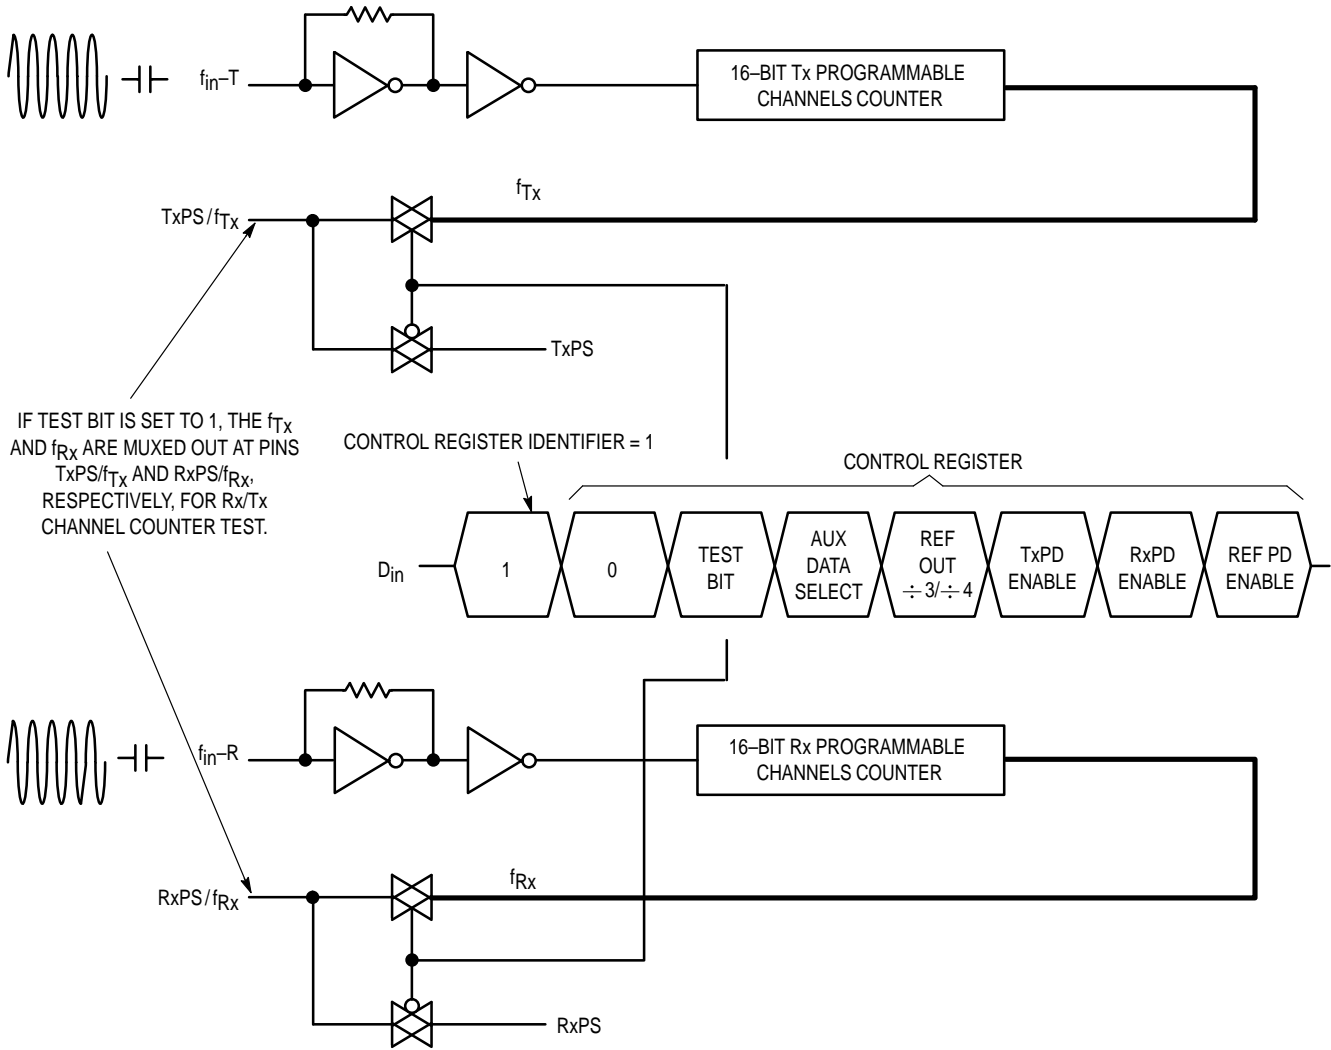 fin–T
16–BIT Tx PROGRAMMABLE
CHANNELS COUNTER
TxPS/fTx
fTx
TxPS
IF TEST BIT IS SET TO 1, THE fTx
AND fRx ARE MUXED OUT AT PINS
TxPS/fTx AND RxPS/fRx,
RESPECTIVELY, FOR Rx/Tx
CHANNEL COUNTER TEST.
CONTROL REGISTER IDENTIFIER = 1
CONTROL REGISTER
Din
1
0
TEST
BIT
AUX
DATA
SELECT
REF
OUT
÷3/÷4
TxPD
ENABLE
RxPD
ENABLE
REF PD
ENABLE
fin–R
16–BIT Rx PROGRAMMABLE
CHANNELS COUNTER
RxPS/fRx
fRx
RxPS